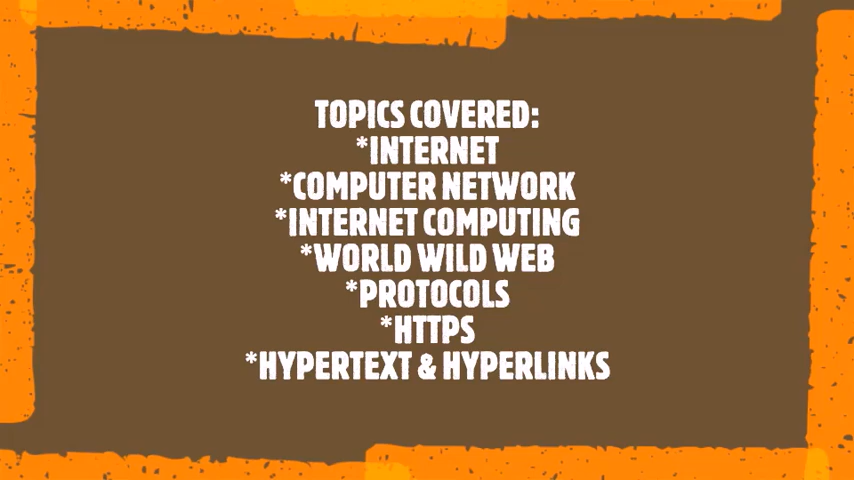 TOPICS COVERED:
*INTERNET
*COMPUTER NETWORK
*INTERNET COMPUTING
*WORLD WILD WEB
*PROTOCOLS
*HTTPS
*HYPERTEXT & HYPERLINKS